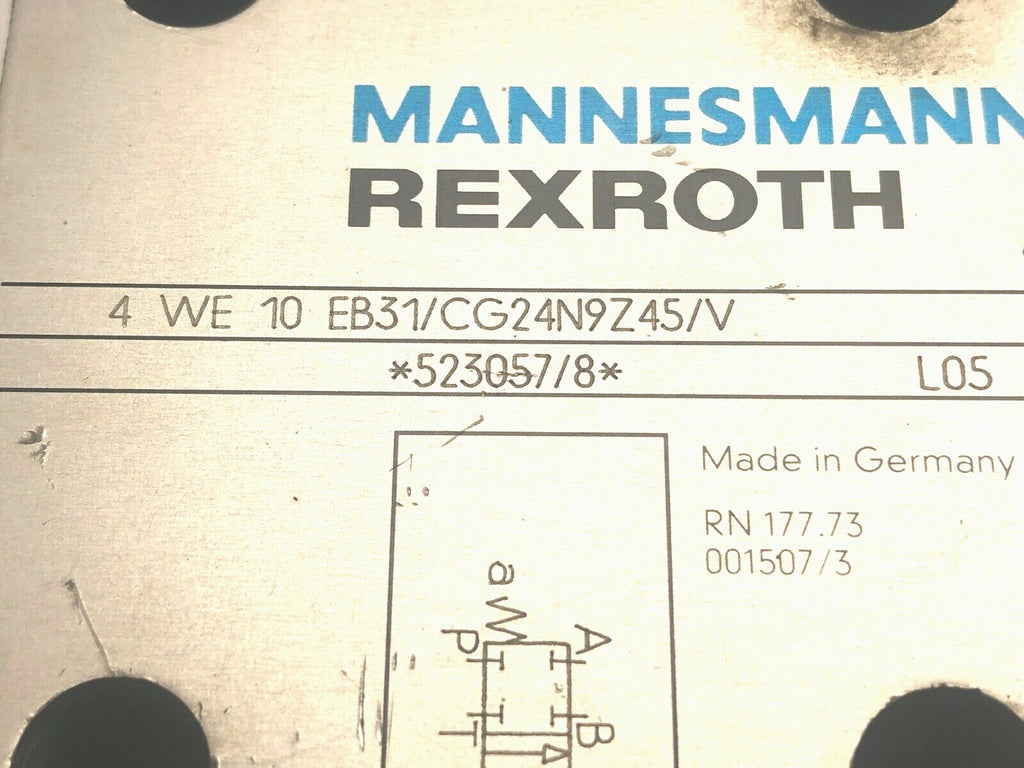 MANNESMANN
REXROTH
4 WE 10 EB31/CG24N9Z45/V
*523057/8* L05
Made in Germany
RN 177.73
001507/3
a
P A
B